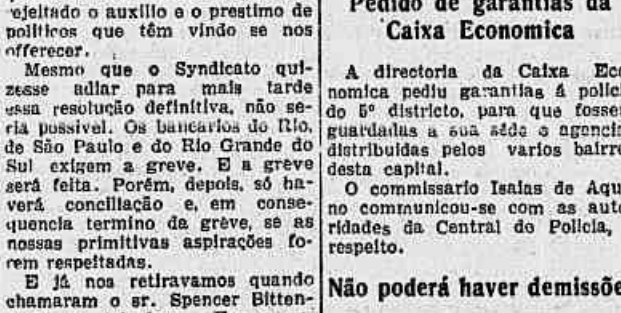 ejeitado o auxilio e o prestimo de
politicos que têm vindo se nos
offerecer.
Mesmo que o Syndicato qui-
zesse adiar para mais tarde
essa resolução definitiva, não se-
ria possivel. Os bancarios do Rio,
de São Paulo e do Rio Grande do
Sul exigem a greve. E a greve
será feita. Porém, depois, só ha-
verá conciliação e, em conse-
quencia termino da gréve, se as
nossas primitivas aspirações fo-
rem respeitadas.
E já nos retiravamos quando
chamaram o sr. Spencer Bitten-
Pedido de garantias da
Caixa Economica
A directoria da Caixa Eco
nomica pediu garantias á polici
do 5º districto, para que fosse
guardadas a sua séde e agencia
distribuidas pelos varios bairr
desta capital.
O commissario Isaias de Aqu
no communicou-se com as auto
ridades da Central do Policia,
respeito.
Não poderá haver demissõe